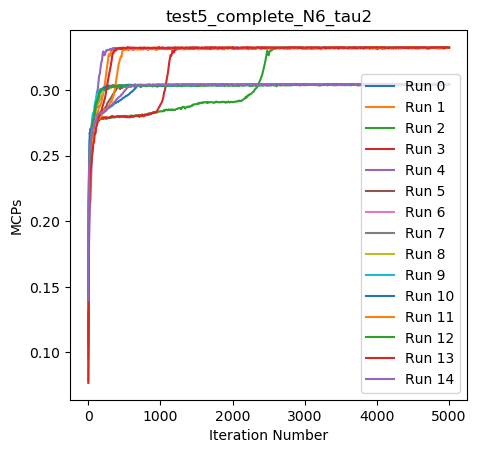 test5_complete_N6_tau2
MCPs
0.30
0.25
0.20
0.15
0.10
Run 0
Run 1
Run 2
Run 3
Run 4
Run 5
Run 6
Run 7
Run 8
Run 9
Run 10
Run 11
Run 12
Run 13
Run 14
0 1000 2000 3000 4000 5000
Iteration Number